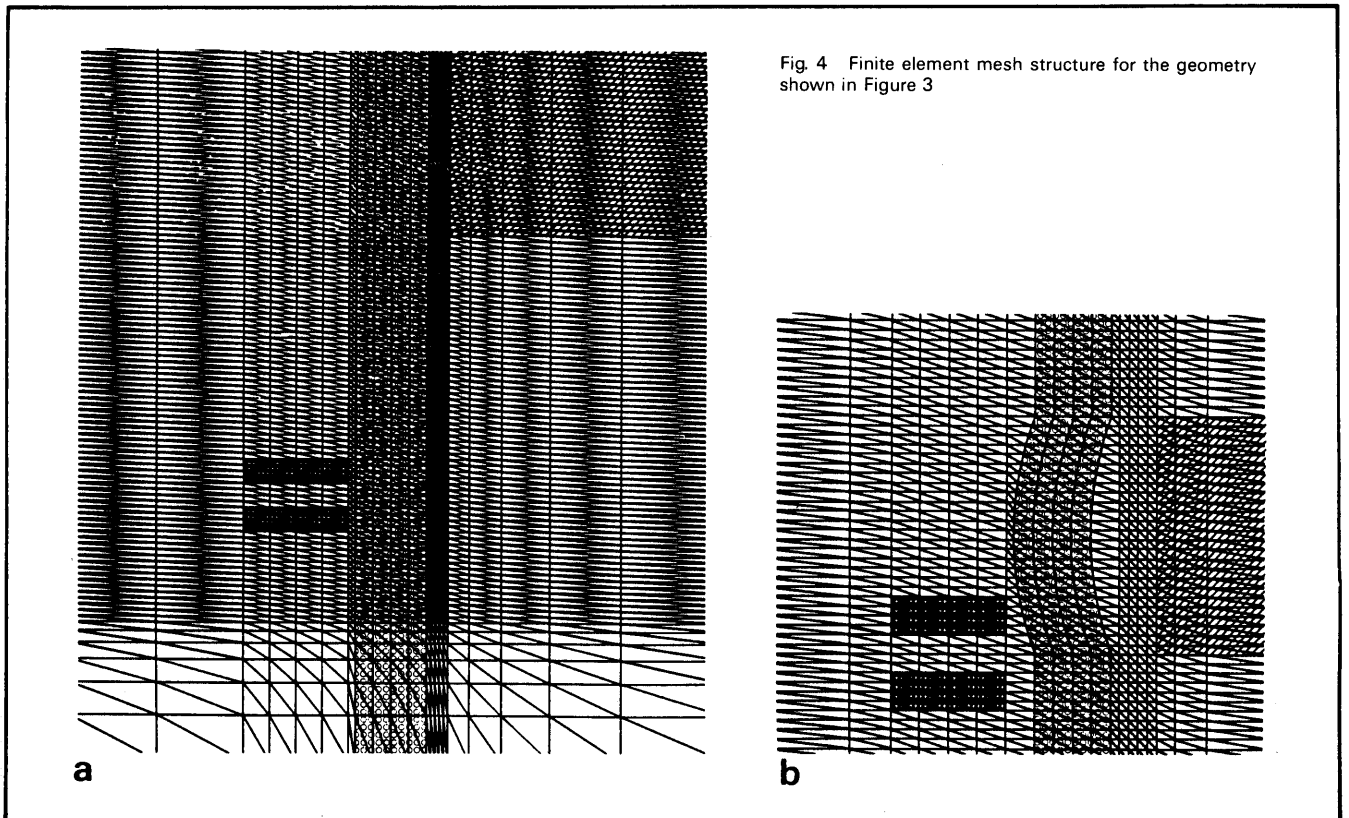 Fig. 4 Finite element mesh structure for the geometry
shown in Figure 3
a
b